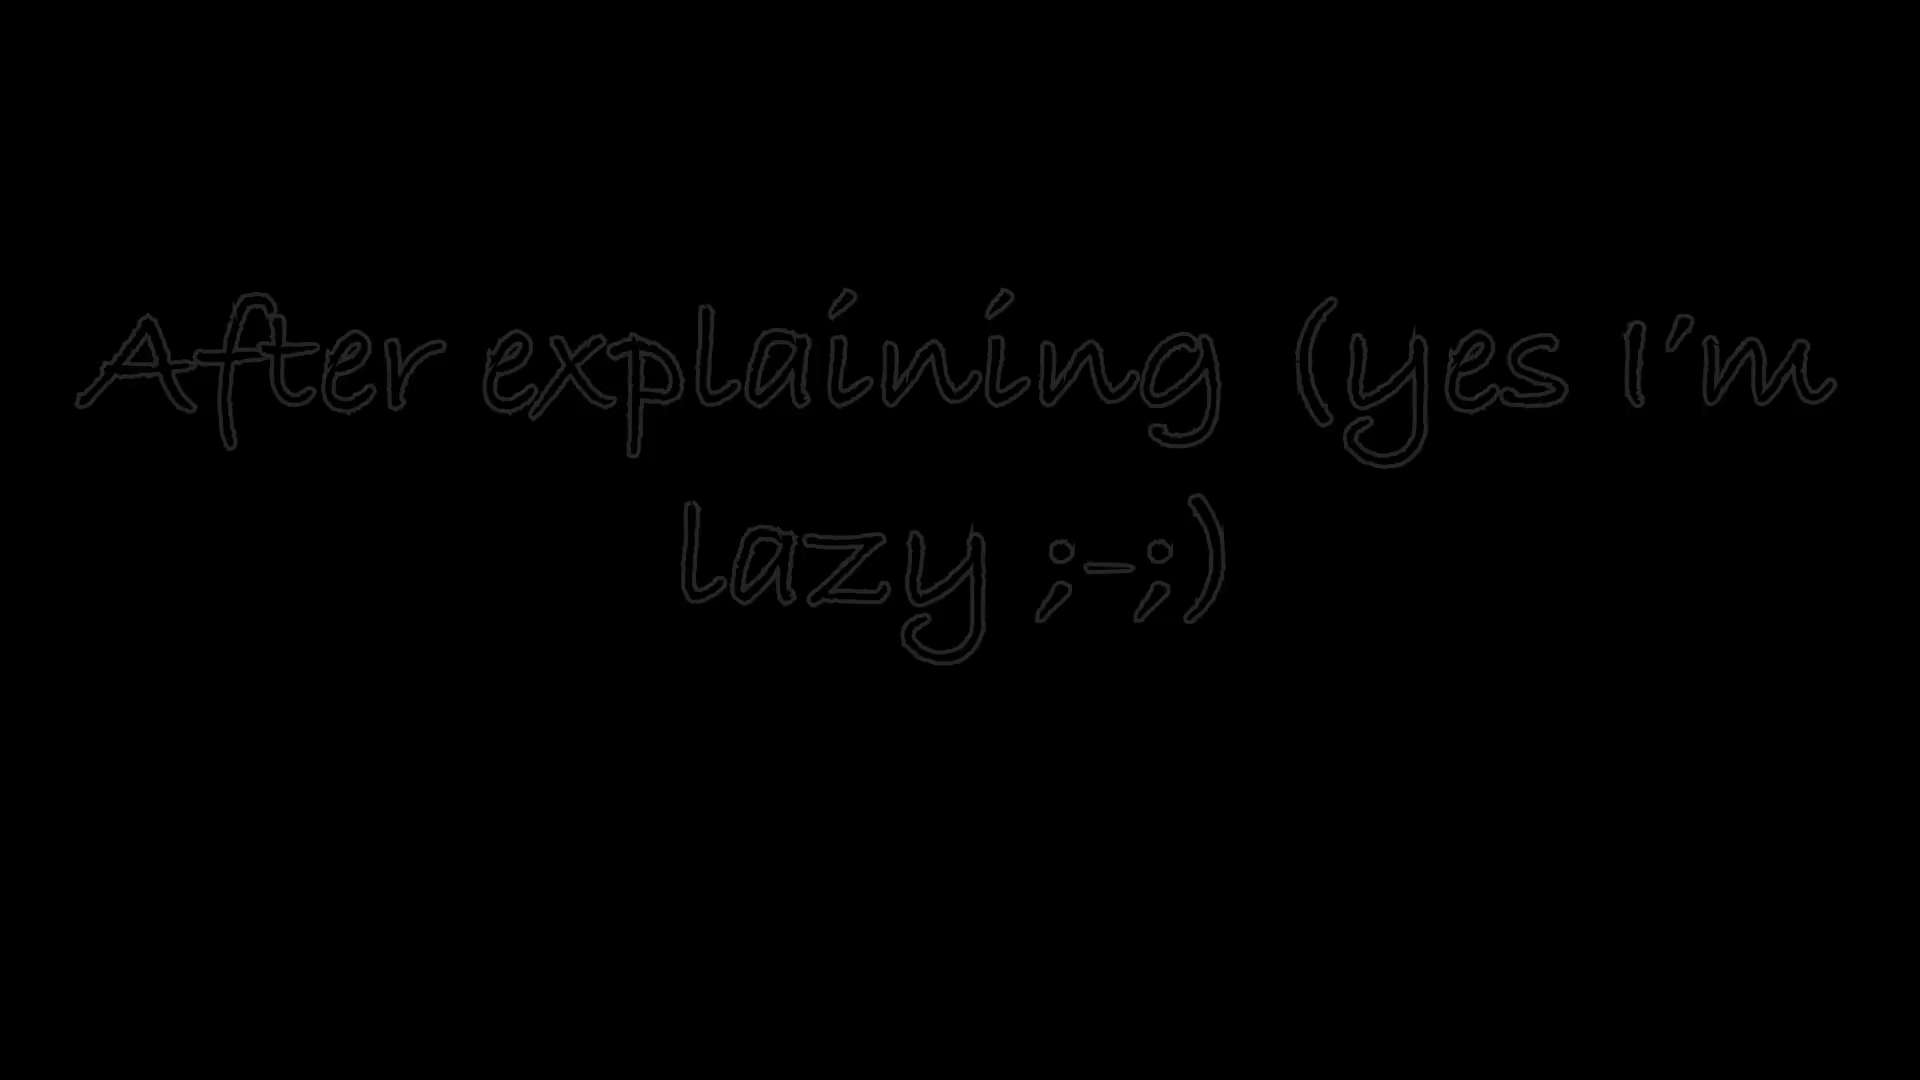 After explaining (yes I'm
lazy ;-;)